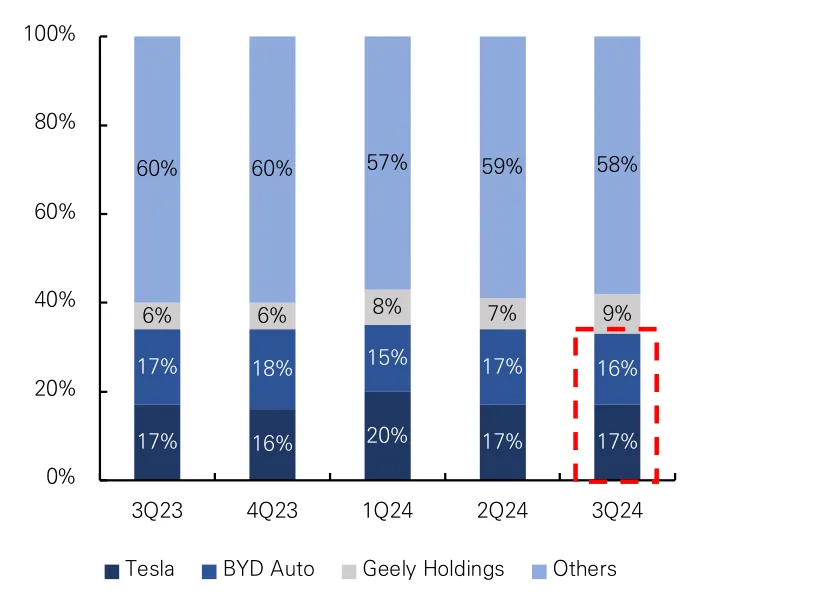 100%
80%
60%
40%
20%
0%
60% 60% 57% 59% 58%
6% 6% 8% 7% 9%
17% 18% 15% 17% 16%
17% 16% 20% 17% 17%
3Q23 4Q23 1Q24 2Q24 3Q24
Tesla BYD Auto Geely Holdings Others